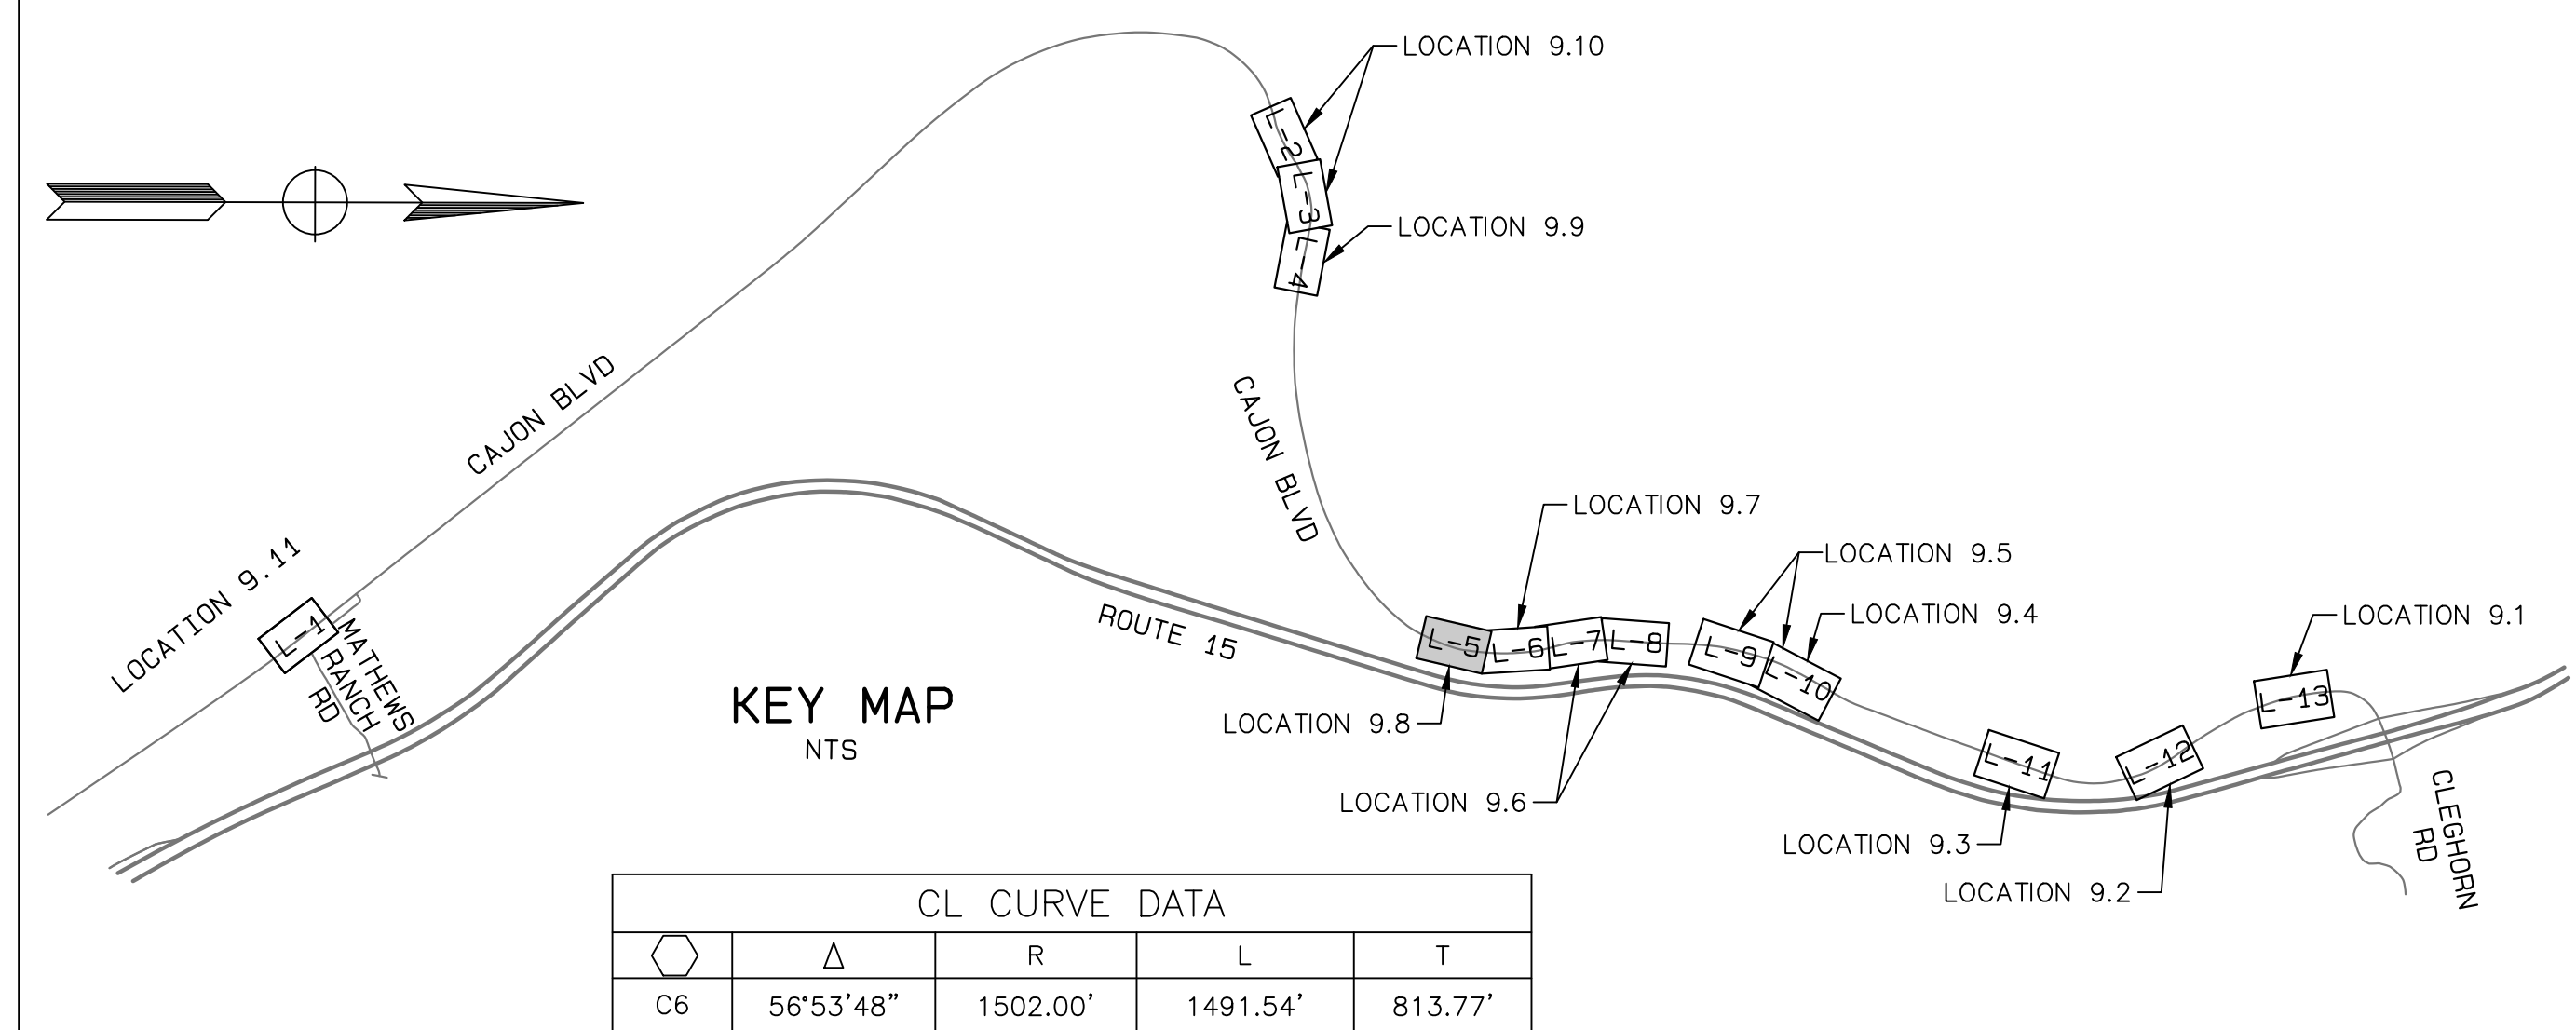 LOCATION 9.10
L-2
L-3
LOCATION 9.9
L-4
CAJON BLVD
CAJON BLVD
LOCATION 9.7
LOCATION 9.5
LOCATION 9.11
L-1
MATHEWS
RANCH
RD
ROUTE 15
L-5
L-6
L-7
L-8
L-9
L-10
LOCATION 9.4
LOCATION 9.1
L-13
KEY MAP
NTS
LOCATION 9.8
LOCATION 9.6
L-11
L-12
LOCATION 9.3
LOCATION 9.2
CLEGHORN
RD
CL CURVE DATA
Δ R L T
C6 56°53'48" 1502.00' 1491.54' 813.77'